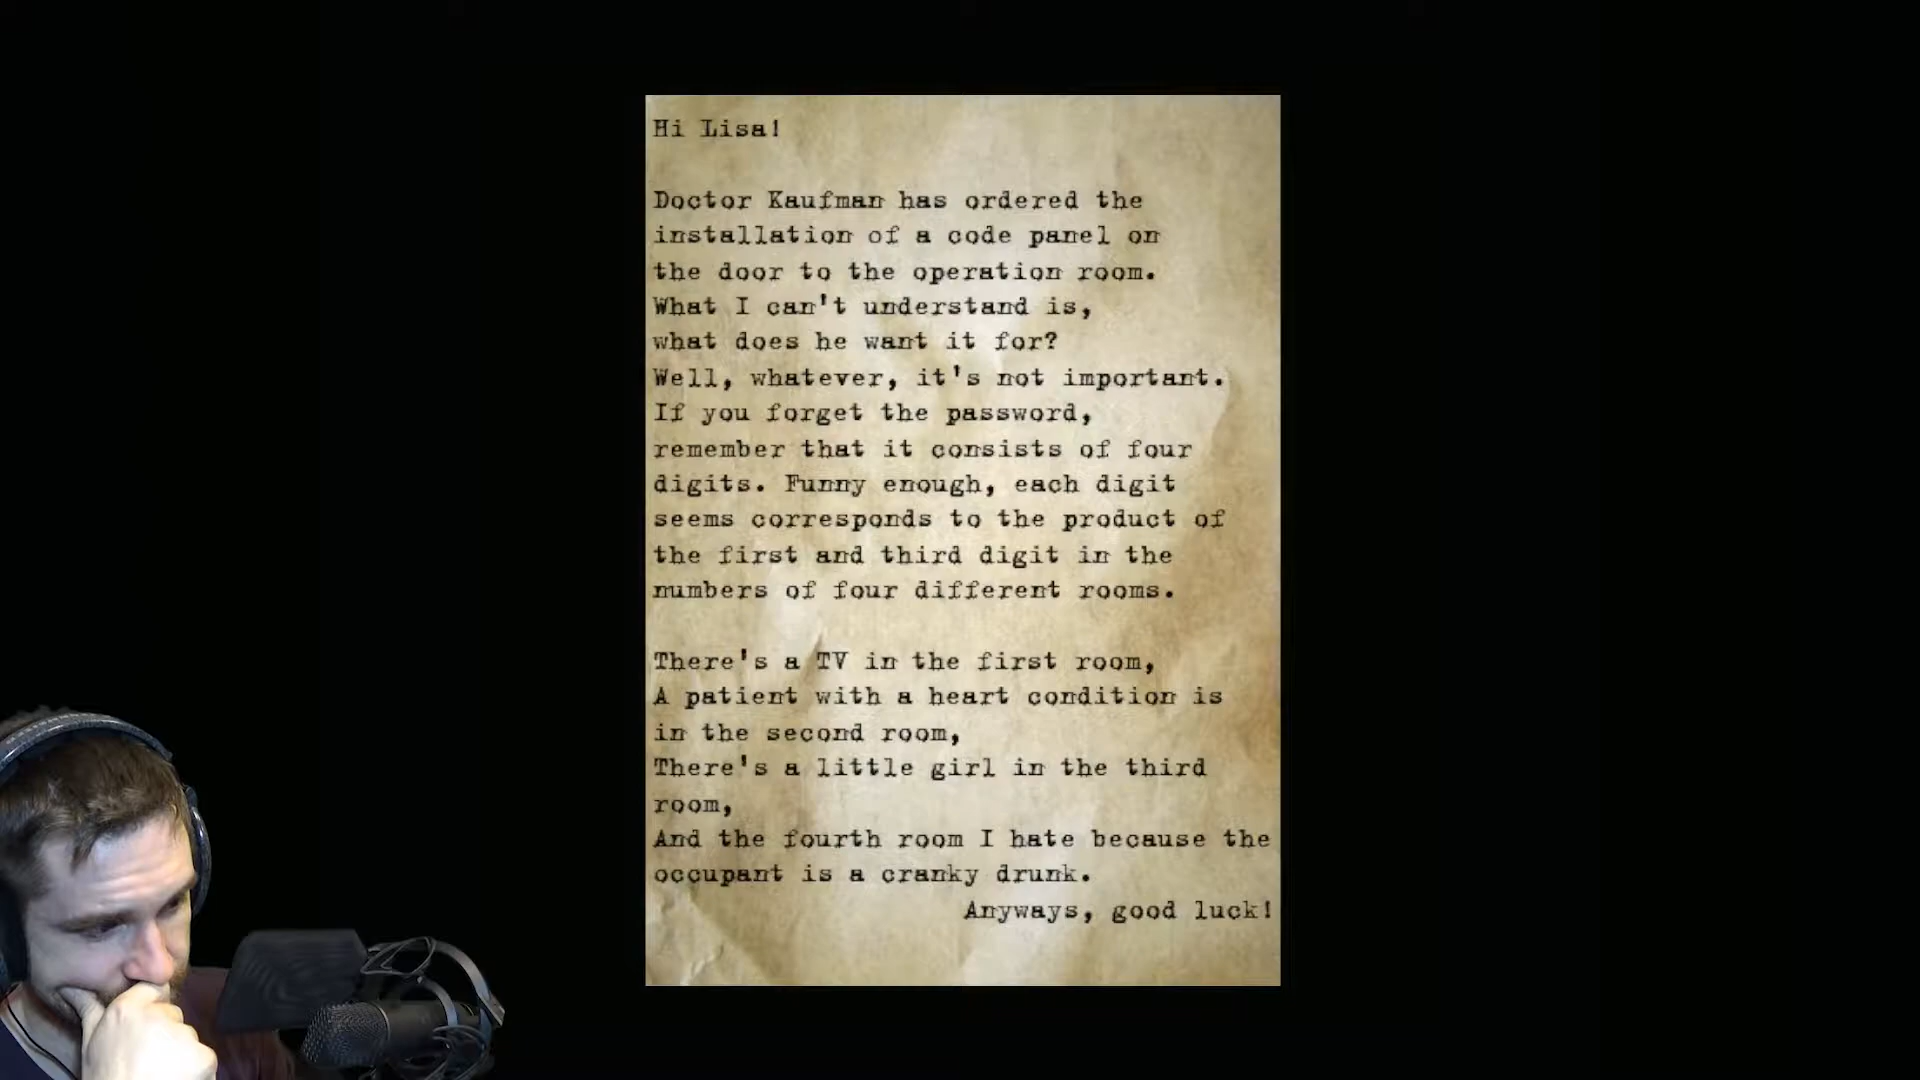 Hi Lisa!
Doctor Kaufman has ordered the
installation of a code panel on
the door to the operation room.
What I can't understand is,
what does he want it for?
Well, whatever, it's not important.
If you forget the password,
remember that it consists of four
digits. Funny enough, each digit
seems corresponds to the product of
the first and third digit in the
numbers of four different rooms.
There's a TV in the first room,
A patient with a heart condition is
in the second room,
There's a little girl in the third
room,
And the fourth room I hate because the
occupant is a cranky drunk.
Anyways, good luck!